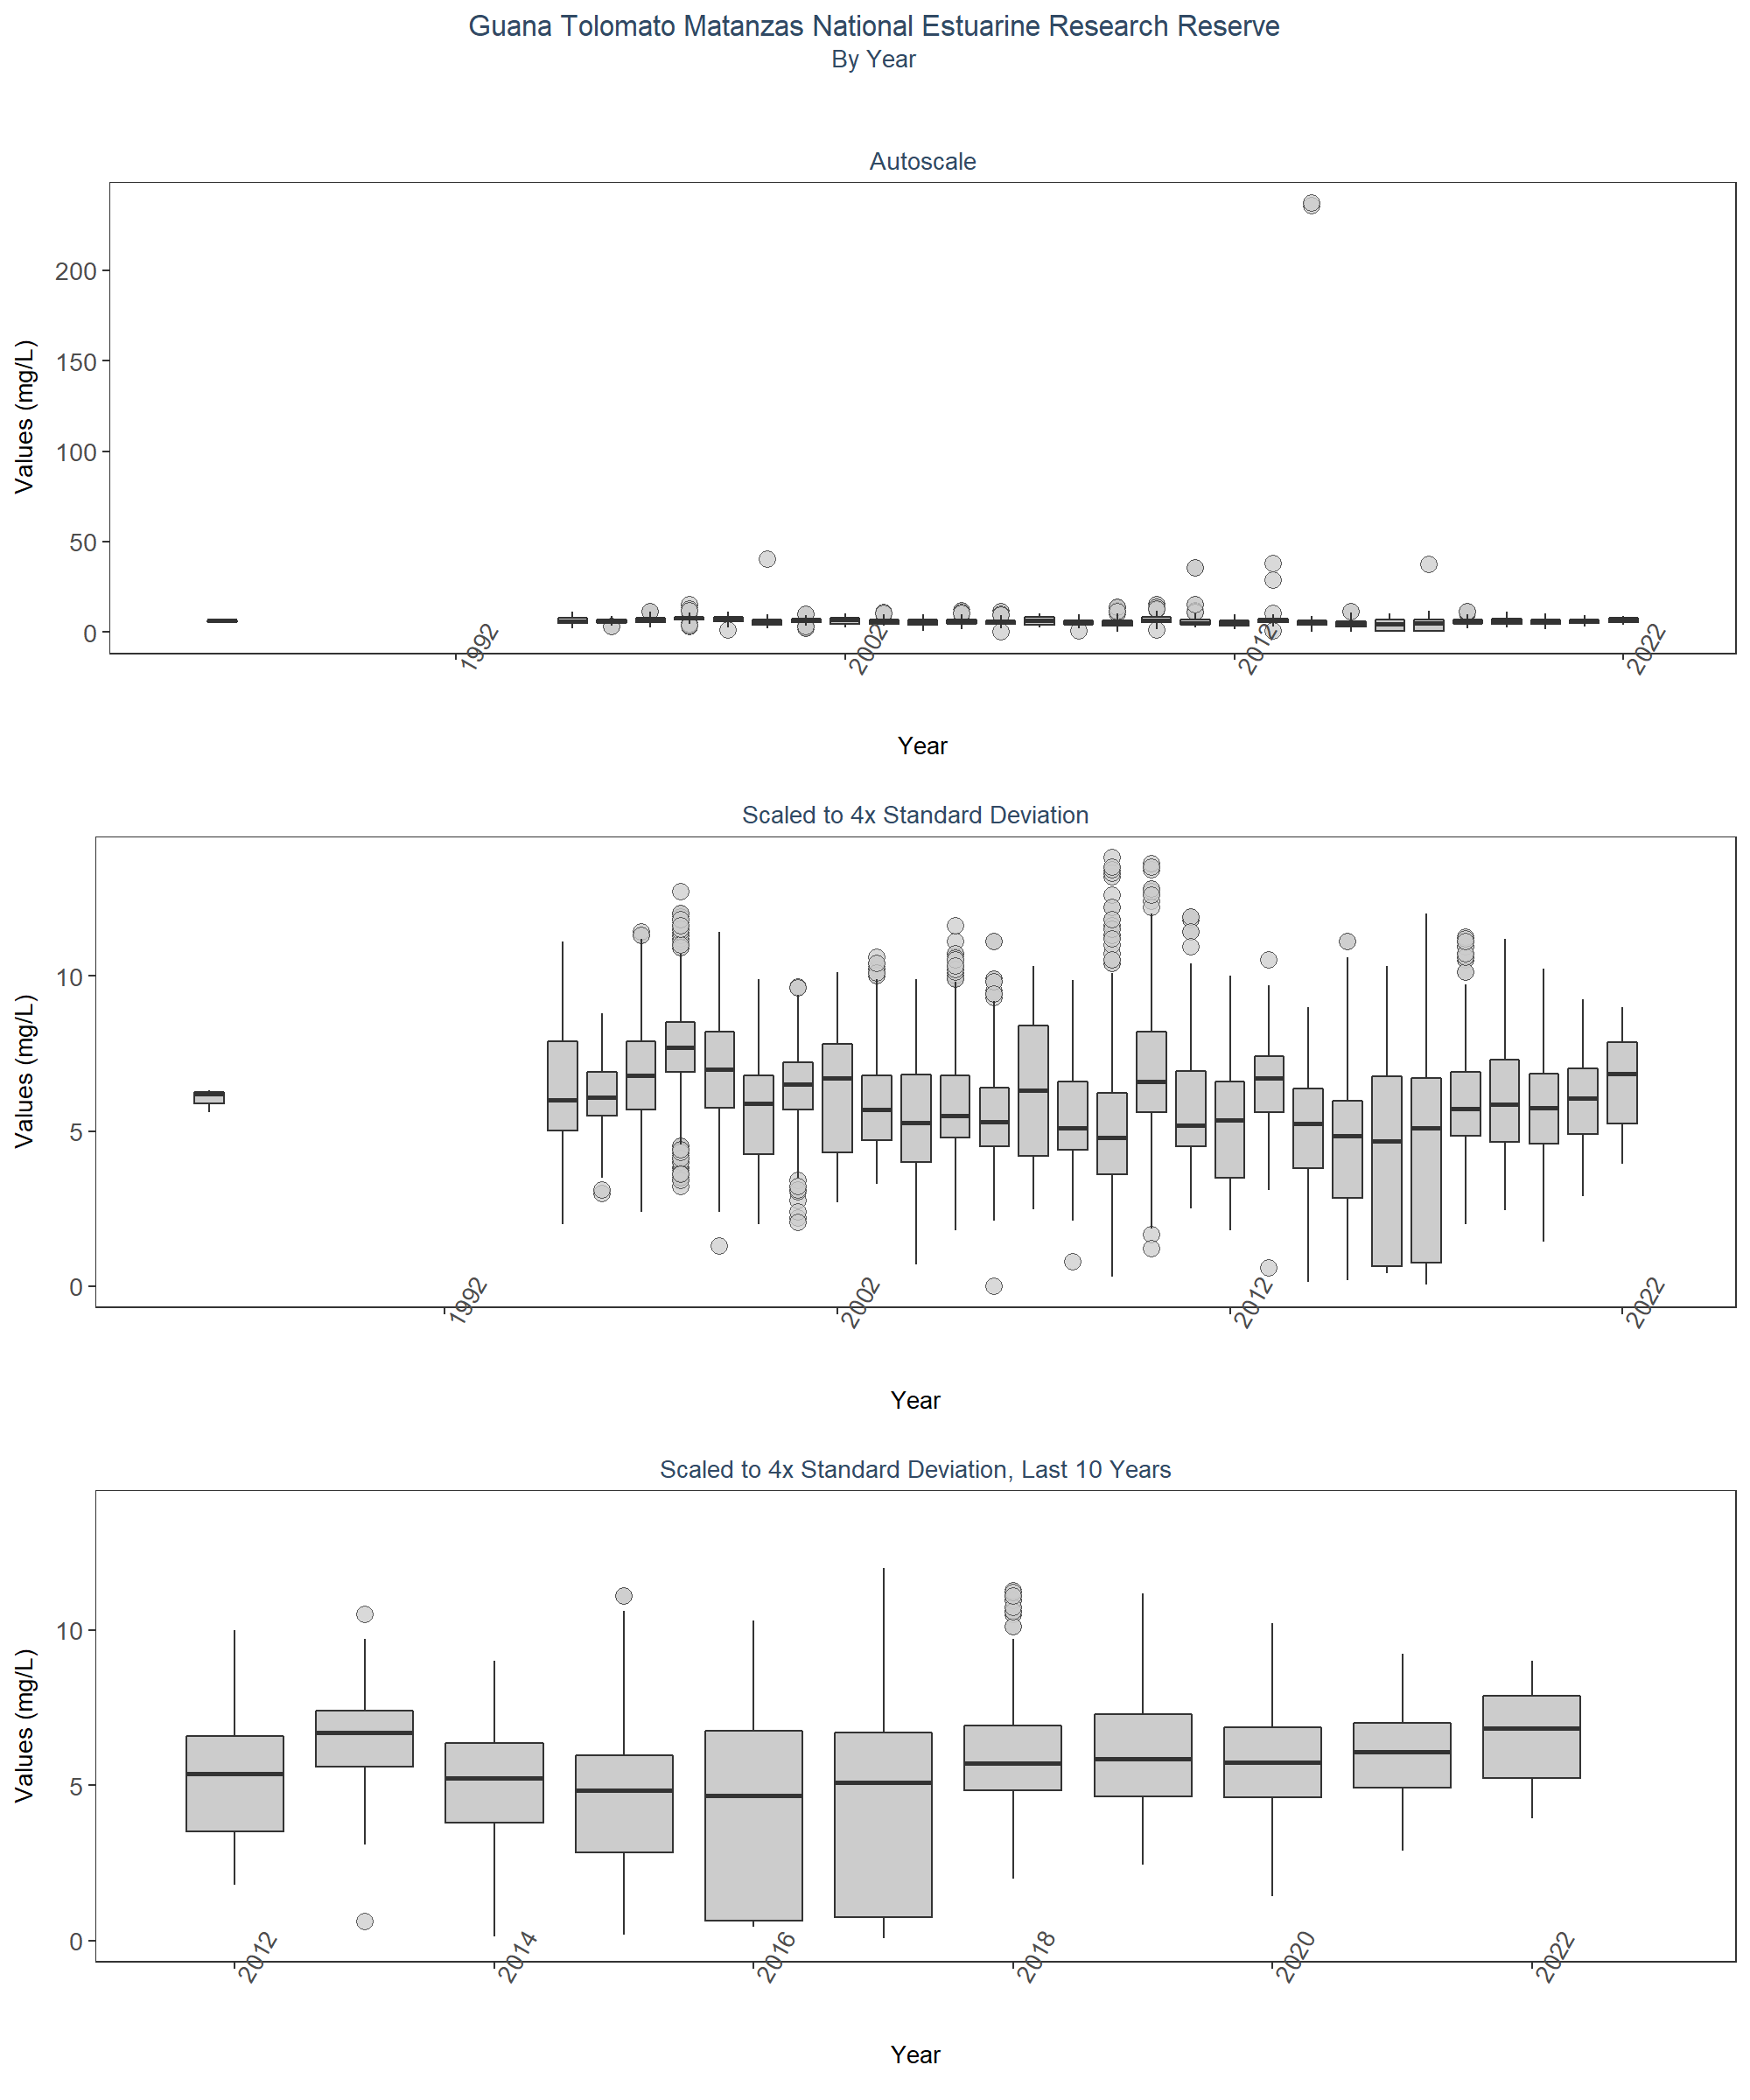 Guana Tolomato Matanzas National Estuarine Research Reserve
By Year
Autoscale
Values (mg/L)
200
150
100
50
0
1992
2002
2012
2022
Year
Scaled to 4x Standard Deviation
Values (mg/L)
10
5
0
1992
2002
2012
2022
Year
Scaled to 4x Standard Deviation, Last 10 Years
Values (mg/L)
10
5
0
2012
2014
2016
2018
2020
2022
Year